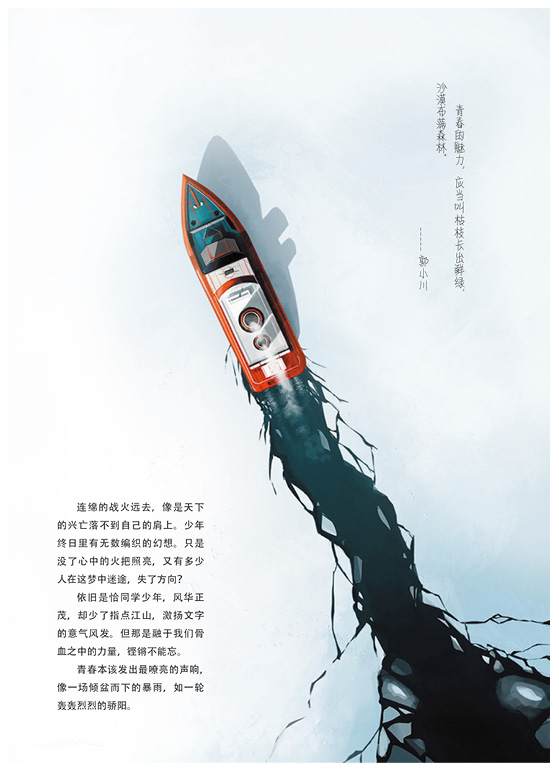 青春的魅力，应当叫枯枝长出鲜绿，
沙漠布满森林。
-----郭小川
连绵的战火远去，像是天下
的兴亡落不到自己的肩上。少年
终日里有无数编织的幻想。只是
没了心中的火把照亮，又有多少
人在这梦中迷途，失了方向？
依旧是恰同学少年，风华正
茂，却少了指点江山，激扬文字
的意气风发。但那是融于我们骨
血之中的力量，铿锵不能忘。
青春本该发出最嘹亮的声响，
像一场倾盆而下的暴雨，如一轮
轰轰烈烈的骄阳。